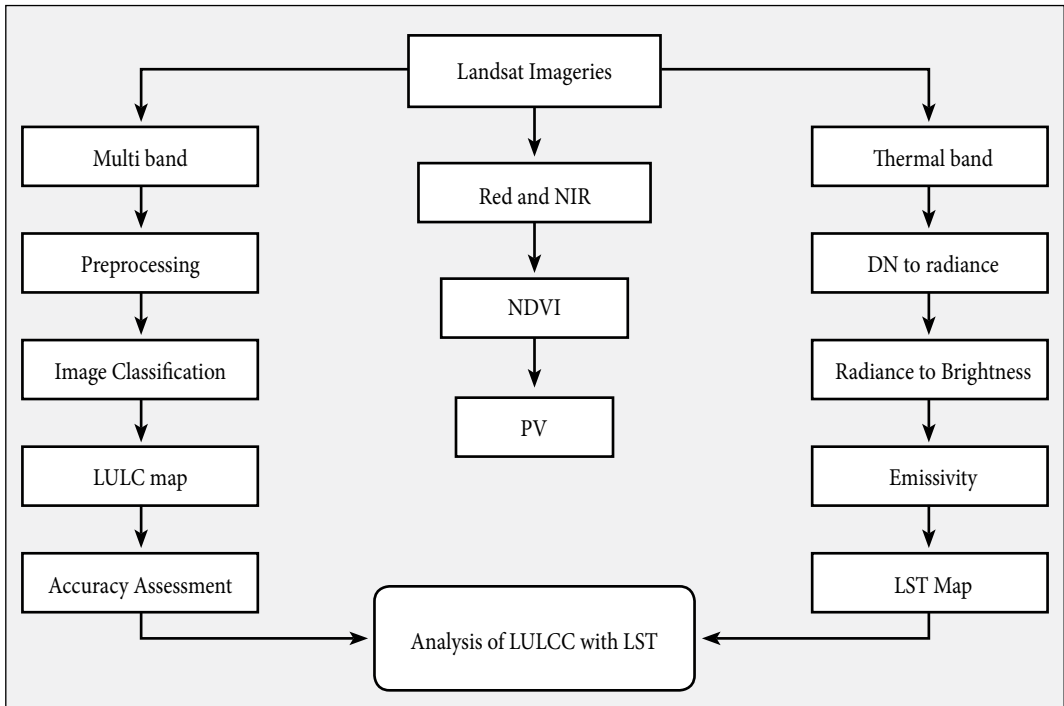 Landsat Imageries
Multi band
Preprocessing
Image Classification
LULC map
Accuracy Assessment
Red and NIR
NDVI
PV
Thermal band
DN to radiance
Radiance to Brightness
Emissivity
LST Map
Analysis of LULCC with LST